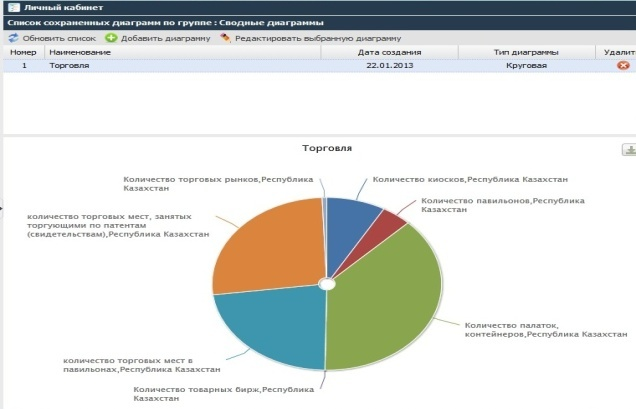 Личный кабинет
Список сохраненных диаграмм по группе : Сводные диаграммы
Обновить список Добавить диаграмму Редактировать выбранную диаграмму
Номер Наименование Дата создания Тип диаграммы Удалит
1 Торговля 22.01.2013 Круговая
Торговля
Количество торговых рынков,Республика
Казахстан
Количество киосков,Республика Казахстан
Количество павильонов,Республика
Казахстан
количество торговых мест, занятых
торгующими по патентам
(свидетельствам),Республика Казахстан
Количество палаток,
контейнеров,Республика Казахстан
количество торговых мест в
павильонах,Республика Казахстан
Количество товарных бирж,Республика
Казахстан